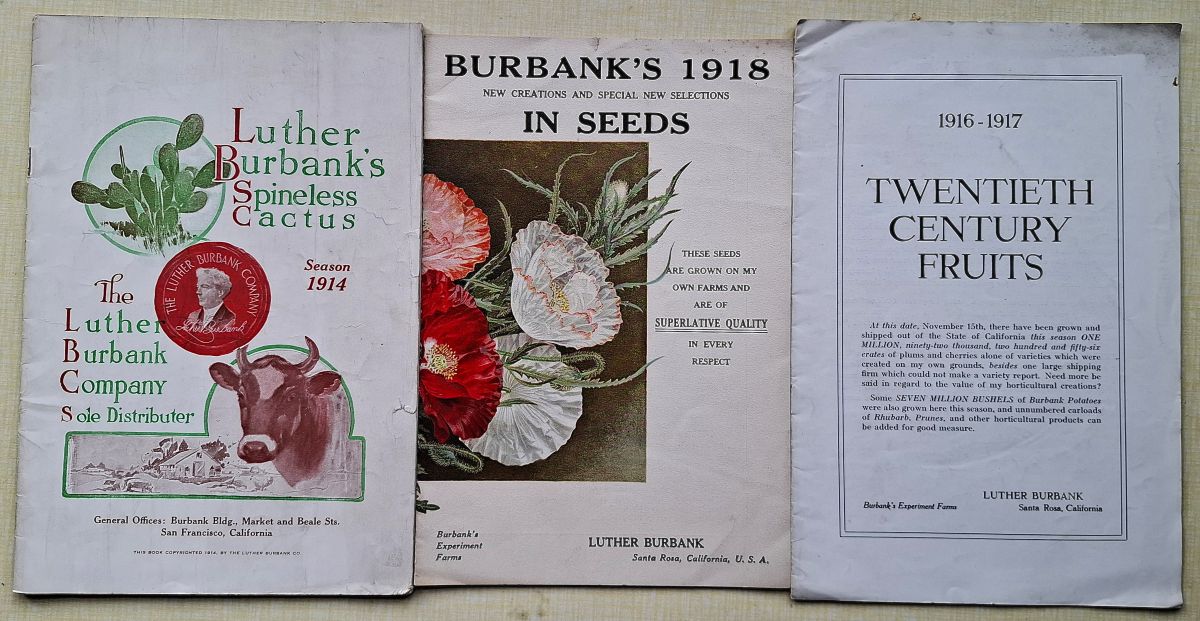 Luther
Burbank's
Spineless
Cactus
THE LUTHER BURBANK COMPANY
Luther Burbank
Season
1914
The
Luther
Burbank
Company
Sole Distributer
General Offices: Burbank Bldg., Market and Beale Sts.
San Francisco, California
THIS BOOK COPYRIGHTED 1914, BY THE LUTHER BURBANK CO.
BURBANK'S 1918
NEW CREATIONS AND SPECIAL NEW SELECTIONS
IN SEEDS
THESE SEEDS
ARE GROWN ON MY
OWN FARMS AND
ARE OF
SUPERLATIVE QUALITY
IN EVERY
RESPECT
Burbank's
Experiment
Farms
LUTHER BURBANK
Santa Rosa, California, U. S. A.
1916-1917
TWENTIETH
CENTURY
FRUITS
At this date, November 15th, there have been grown and
shipped out of the State of California this season ONE
MILLION, ninety-two thousand, two hundred and fifty-six
crates of plums and cherries alone of varieties which were
created on my own grounds, besides one large shipping
firm which could not make a variety report. Need more be
said in regard to the value of my horticultural creations?
Some SEVEN MILLION BUSHELS of Burbank Potatoes
were also grown here this season, and unnumbered carloads
of Rhubarb, Prunes, and other horticultural products can
be added for good measure.
Burbank's Experiment Farms
LUTHER BURBANK
Santa Rosa, California